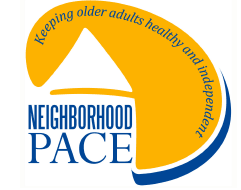 Keeping older adults healthy and independent
NEIGHBORHOOD
PACE